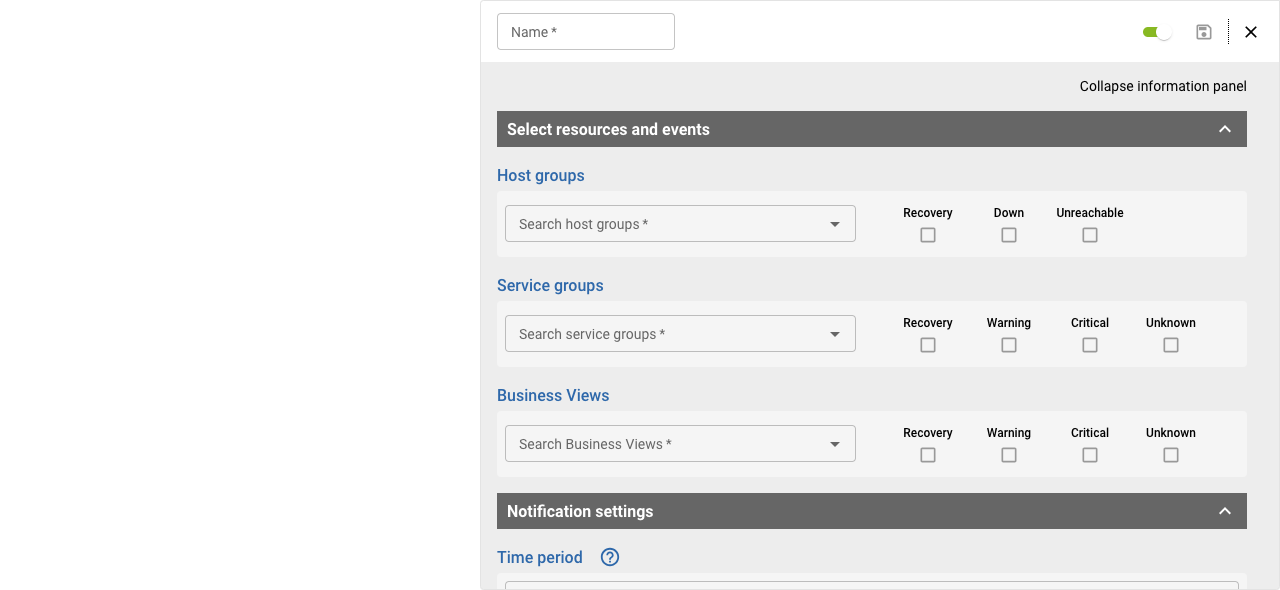 Name *
Collapse information panel
Select resources and events
Host groups
Search host groups *
Recovery Down Unreachable
Service groups
Search service groups *
Recovery Warning Critical Unknown
Business Views
Search Business Views *
Recovery Warning Critical Unknown
Notification settings
Time period ?